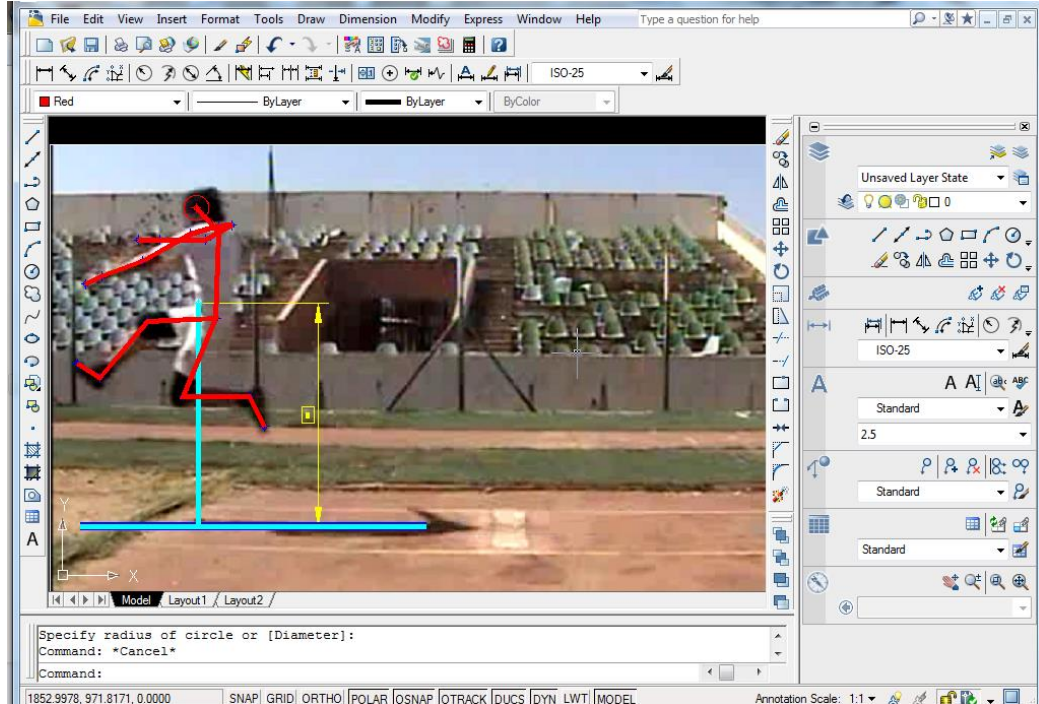 File Edit View Insert Format Tools Draw Dimension Modify Express Window Help Type a question for help
ISO-25
Red ByLayer ByLayer ByColor
Unsaved Layer State
0
ISO-25
Standard
2.5
Standard
Standard
Y
X
Model Layout1 Layout2
Specify radius of circle or [Diameter]:
Command: *Cancel*
Command:
1852.9978, 971.8171, 0.0000 SNAP GRID ORTHO POLAR OSNAP OTRACK DUCS DYN LWT MODEL Annotation Scale: 1:1